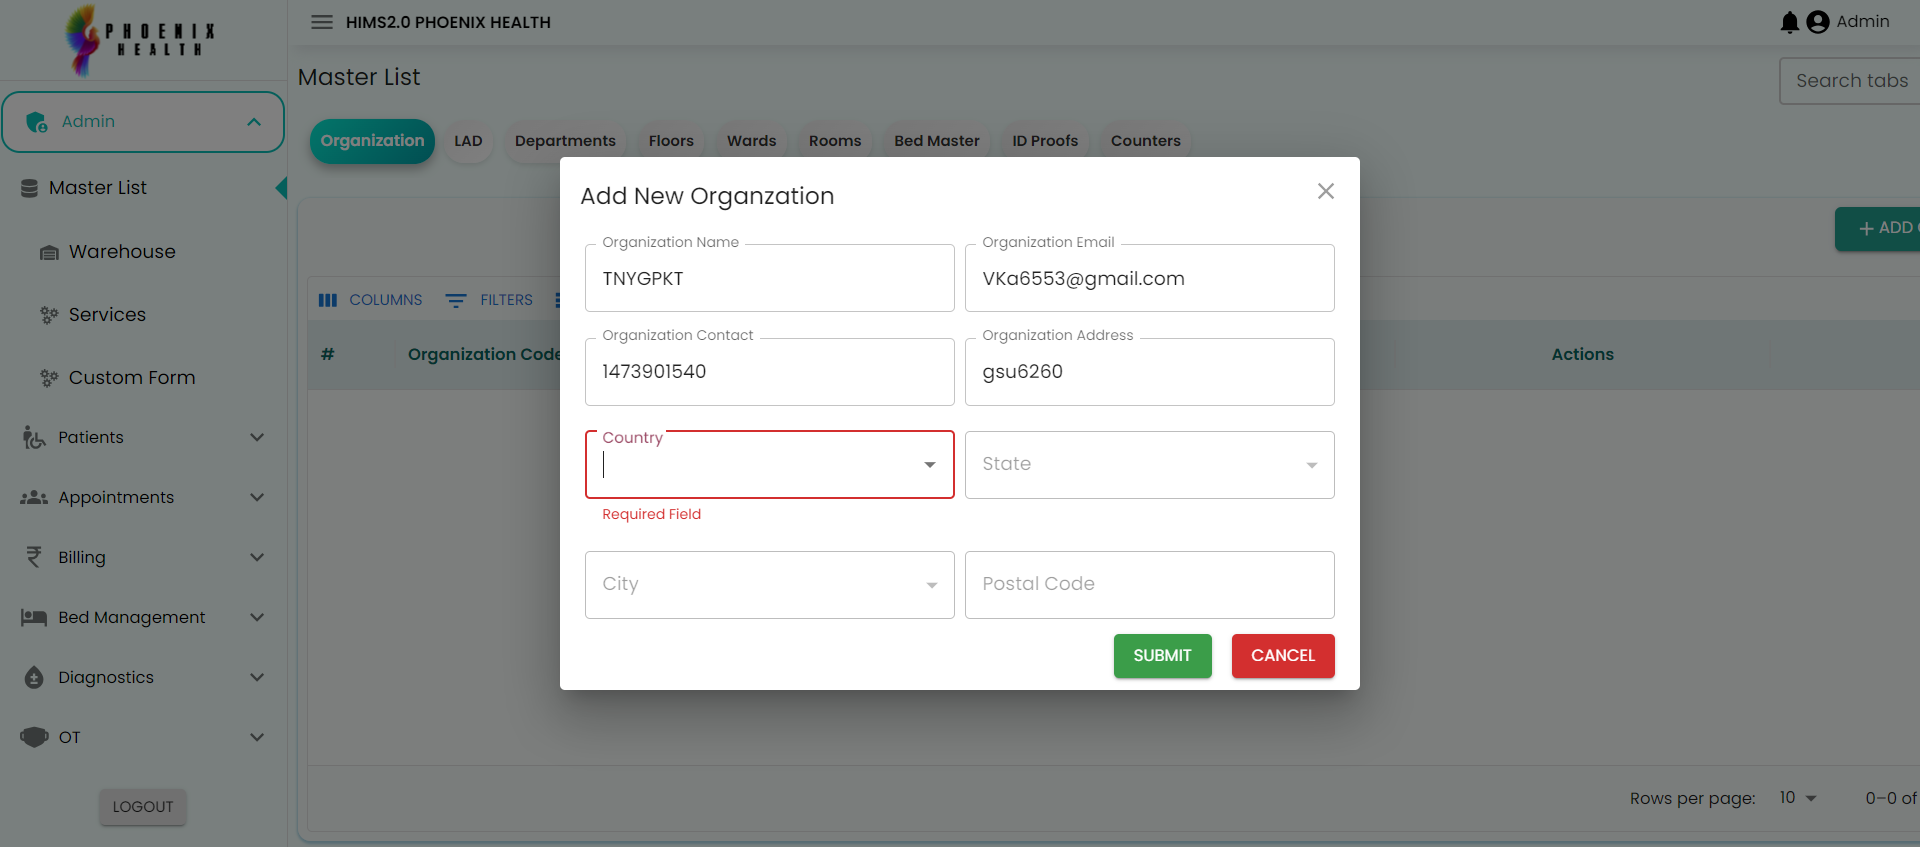 PHOENIX
HEALTH
HIMS2.0 PHOENIX HEALTH
Admin
Master List
Search tabs
Admin
Organization
LAD
Departments
Floors
Wards
Rooms
Bed Master
ID Proofs
Counters
Master List
Warehouse
Services
Custom Form
Patients
Appointments
Billing
Bed Management
Diagnostics
OT
LOGOUT
+ ADD
COLUMNS
FILTERS
#
Organization Code
Actions
Add New Organzation
Organization Name
TNYGPKT
Organization Email
VKa6553@gmail.com
Organization Contact
1473901540
Organization Address
gsu6260
Country
Required Field
State
City
Postal Code
SUBMIT
CANCEL
Rows per page:
10
0–0 of